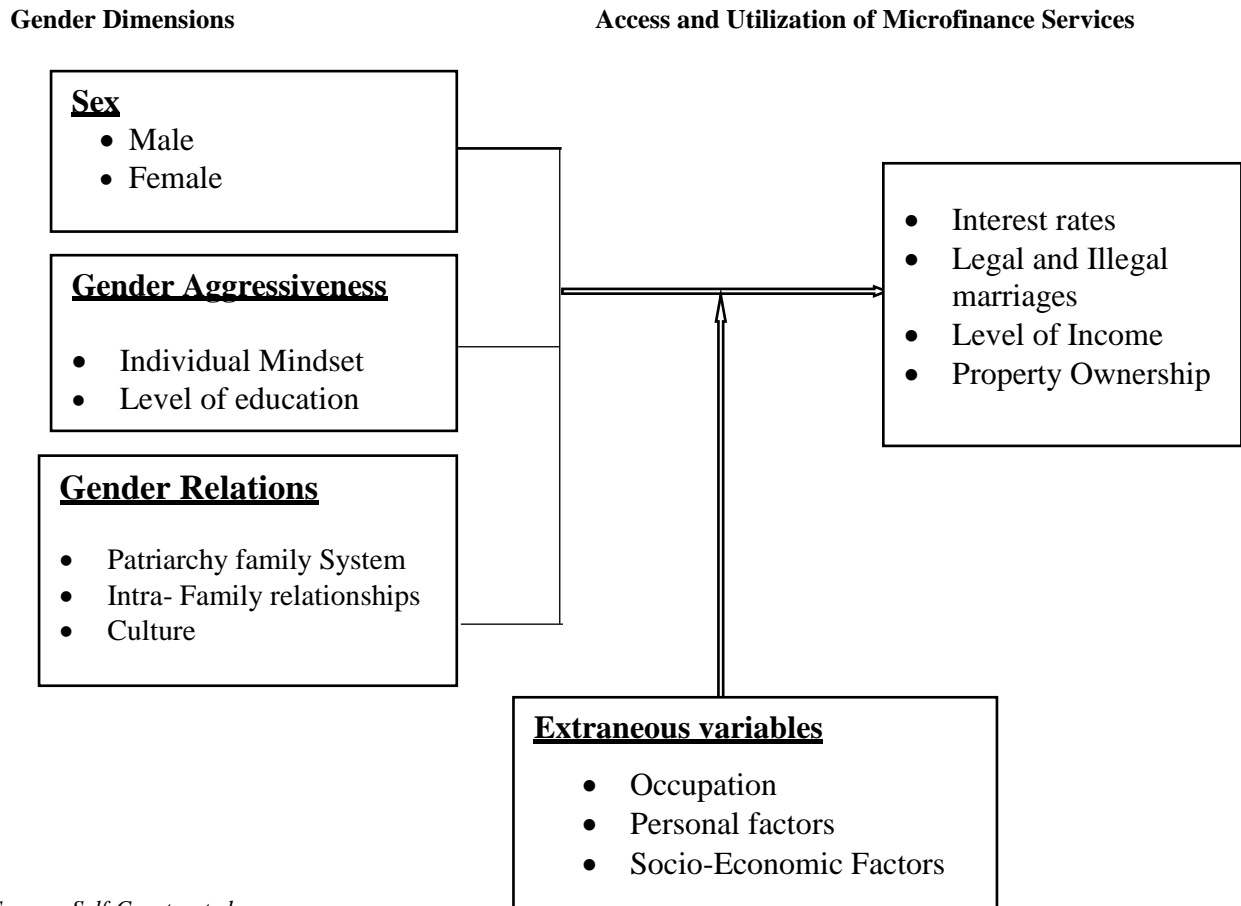 Gender Dimensions
Access and Utilization of Microfinance Services
Sex
• Male
• Female
Gender Aggressiveness
• Individual Mindset
• Level of education
Gender Relations
• Patriarchy family System
• Intra- Family relationships
• Culture
• Interest rates
• Legal and Illegal
marriages
• Level of Income
• Property Ownership
Extraneous variables
• Occupation
• Personal factors
• Socio-Economic Factors